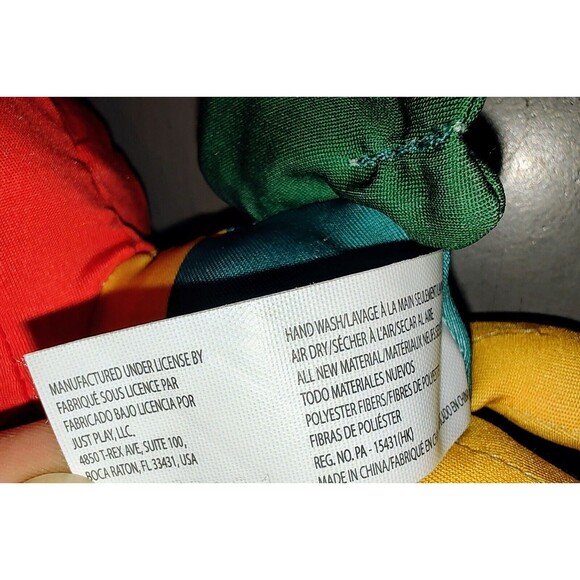 MANUFACTURED UNDER LICENSE BY
FABRIQUÉ SOUS LICENCE PAR
FABRICADO BAJO LICENCIA POR
JUST PLAY, LLC.
4850 T-REX AVE, SUITE 100,
BOCA RATON, FL 33431, USA
HAND WASH/LAVAGE À LA MAIN SEULEMENT
AIR DRY/SÉCHER À L'AIR/SECAR AL AIRE
ALL NEW MATERIAL/MATÉRIAUX
TODO MATERIALES NUEVOS
POLYESTER FIBERS/FIBRES DE
FIBRAS DE POLIÉSTER
REG. NO. PA - 15431(HK)
MADE IN CHINA/FABRIQUÉ EN